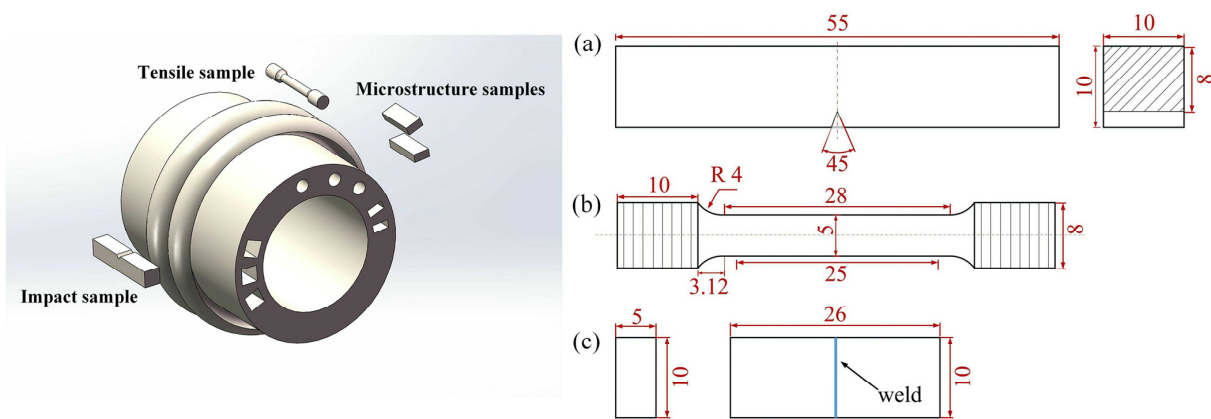 Tensile sample
Microstructure samples
Impact sample
(a)
55
10
10
8
45
(b)
10
R 4
28
5
8
3.12
25
(c)
5
10
26
10
weld